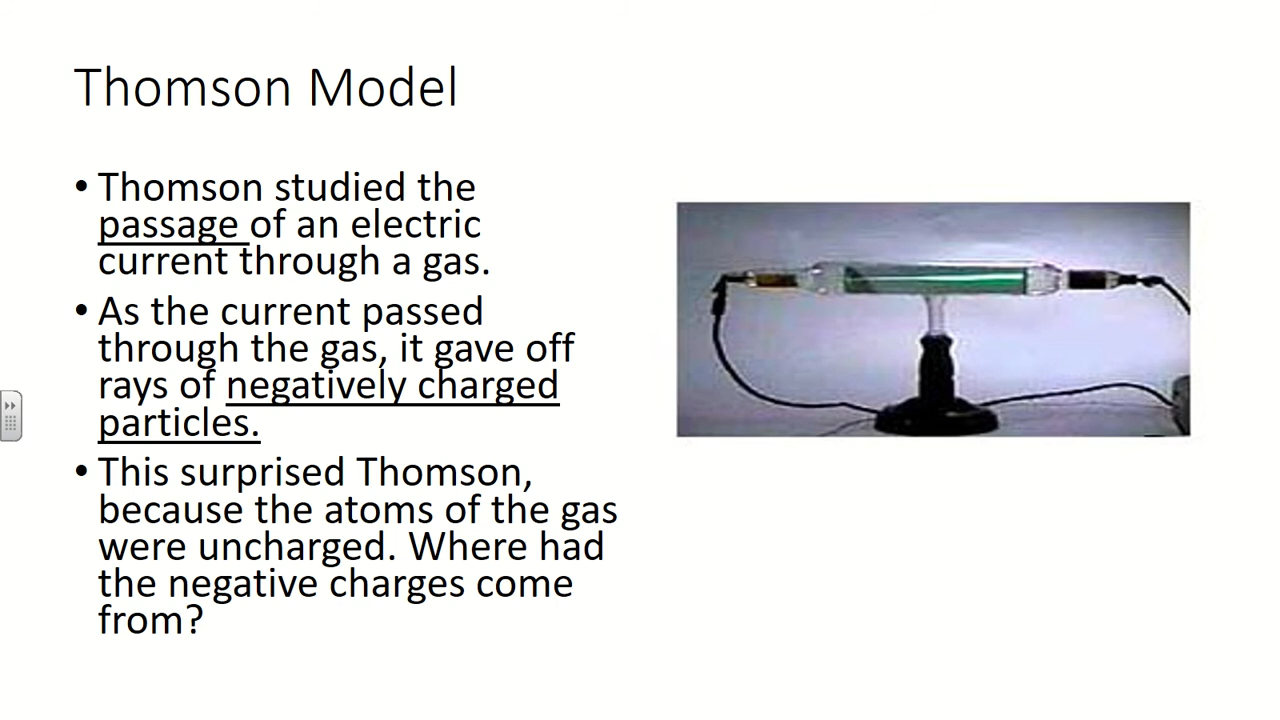 Thomson Model
• Thomson studied the
passage of an electric
current through a gas.
• As the current passed
through the gas, it gave off
rays of negatively charged
particles.
• This surprised Thomson,
because the atoms of the gas
were uncharged. Where had
the negative charges come
from?